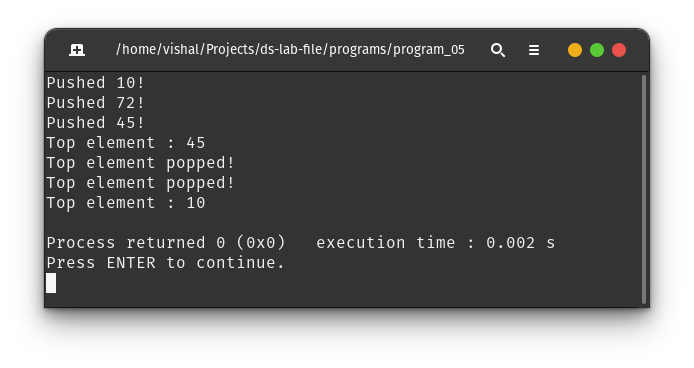 /home/vishal/Projects/ds-lab-file/programs/program_05
Pushed 10!
Pushed 72!
Pushed 45!
Top element : 45
Top element popped!
Top element popped!
Top element : 10
Process returned 0 (0x0)   execution time : 0.002 s
Press ENTER to continue.